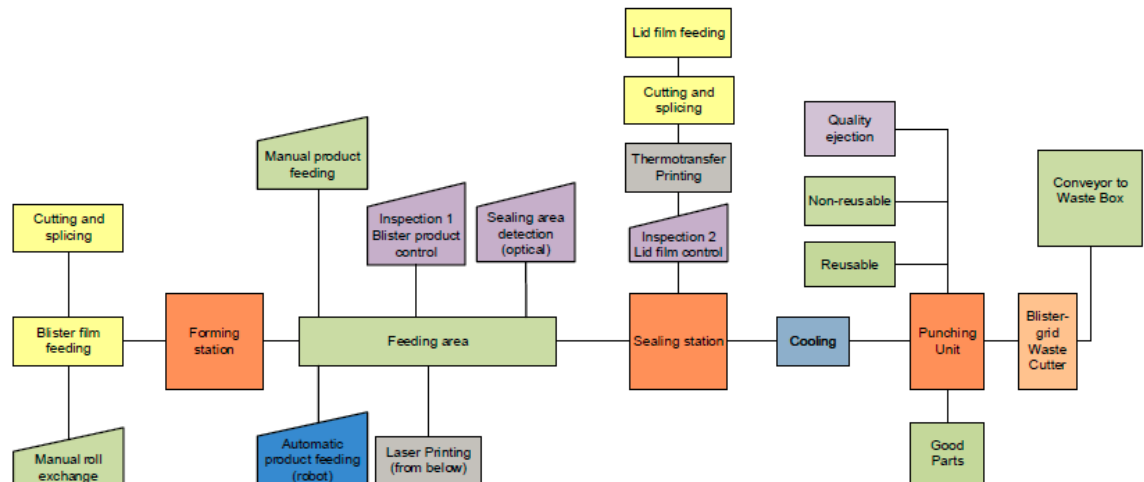 Lid film feeding
Cutting and
splicing
Thermotransfer
Printing
Inspection 2
Lid film control
Quality
ejection
Non-reusable
Reusable
Conveyor to
Waste Box
Manual product
feeding
Inspection 1
Blister product
control
Sealing area
detection
(optical)
Cutting and
splicing
Blister film
feeding
Forming
station
Feeding area
Sealing station
Cooling
Punching
Unit
Blister-
grid
Waste
Cutter
Manual roll
exchange
Automatic
product feeding
(robot)
Laser Printing
(from below)
Good
Parts